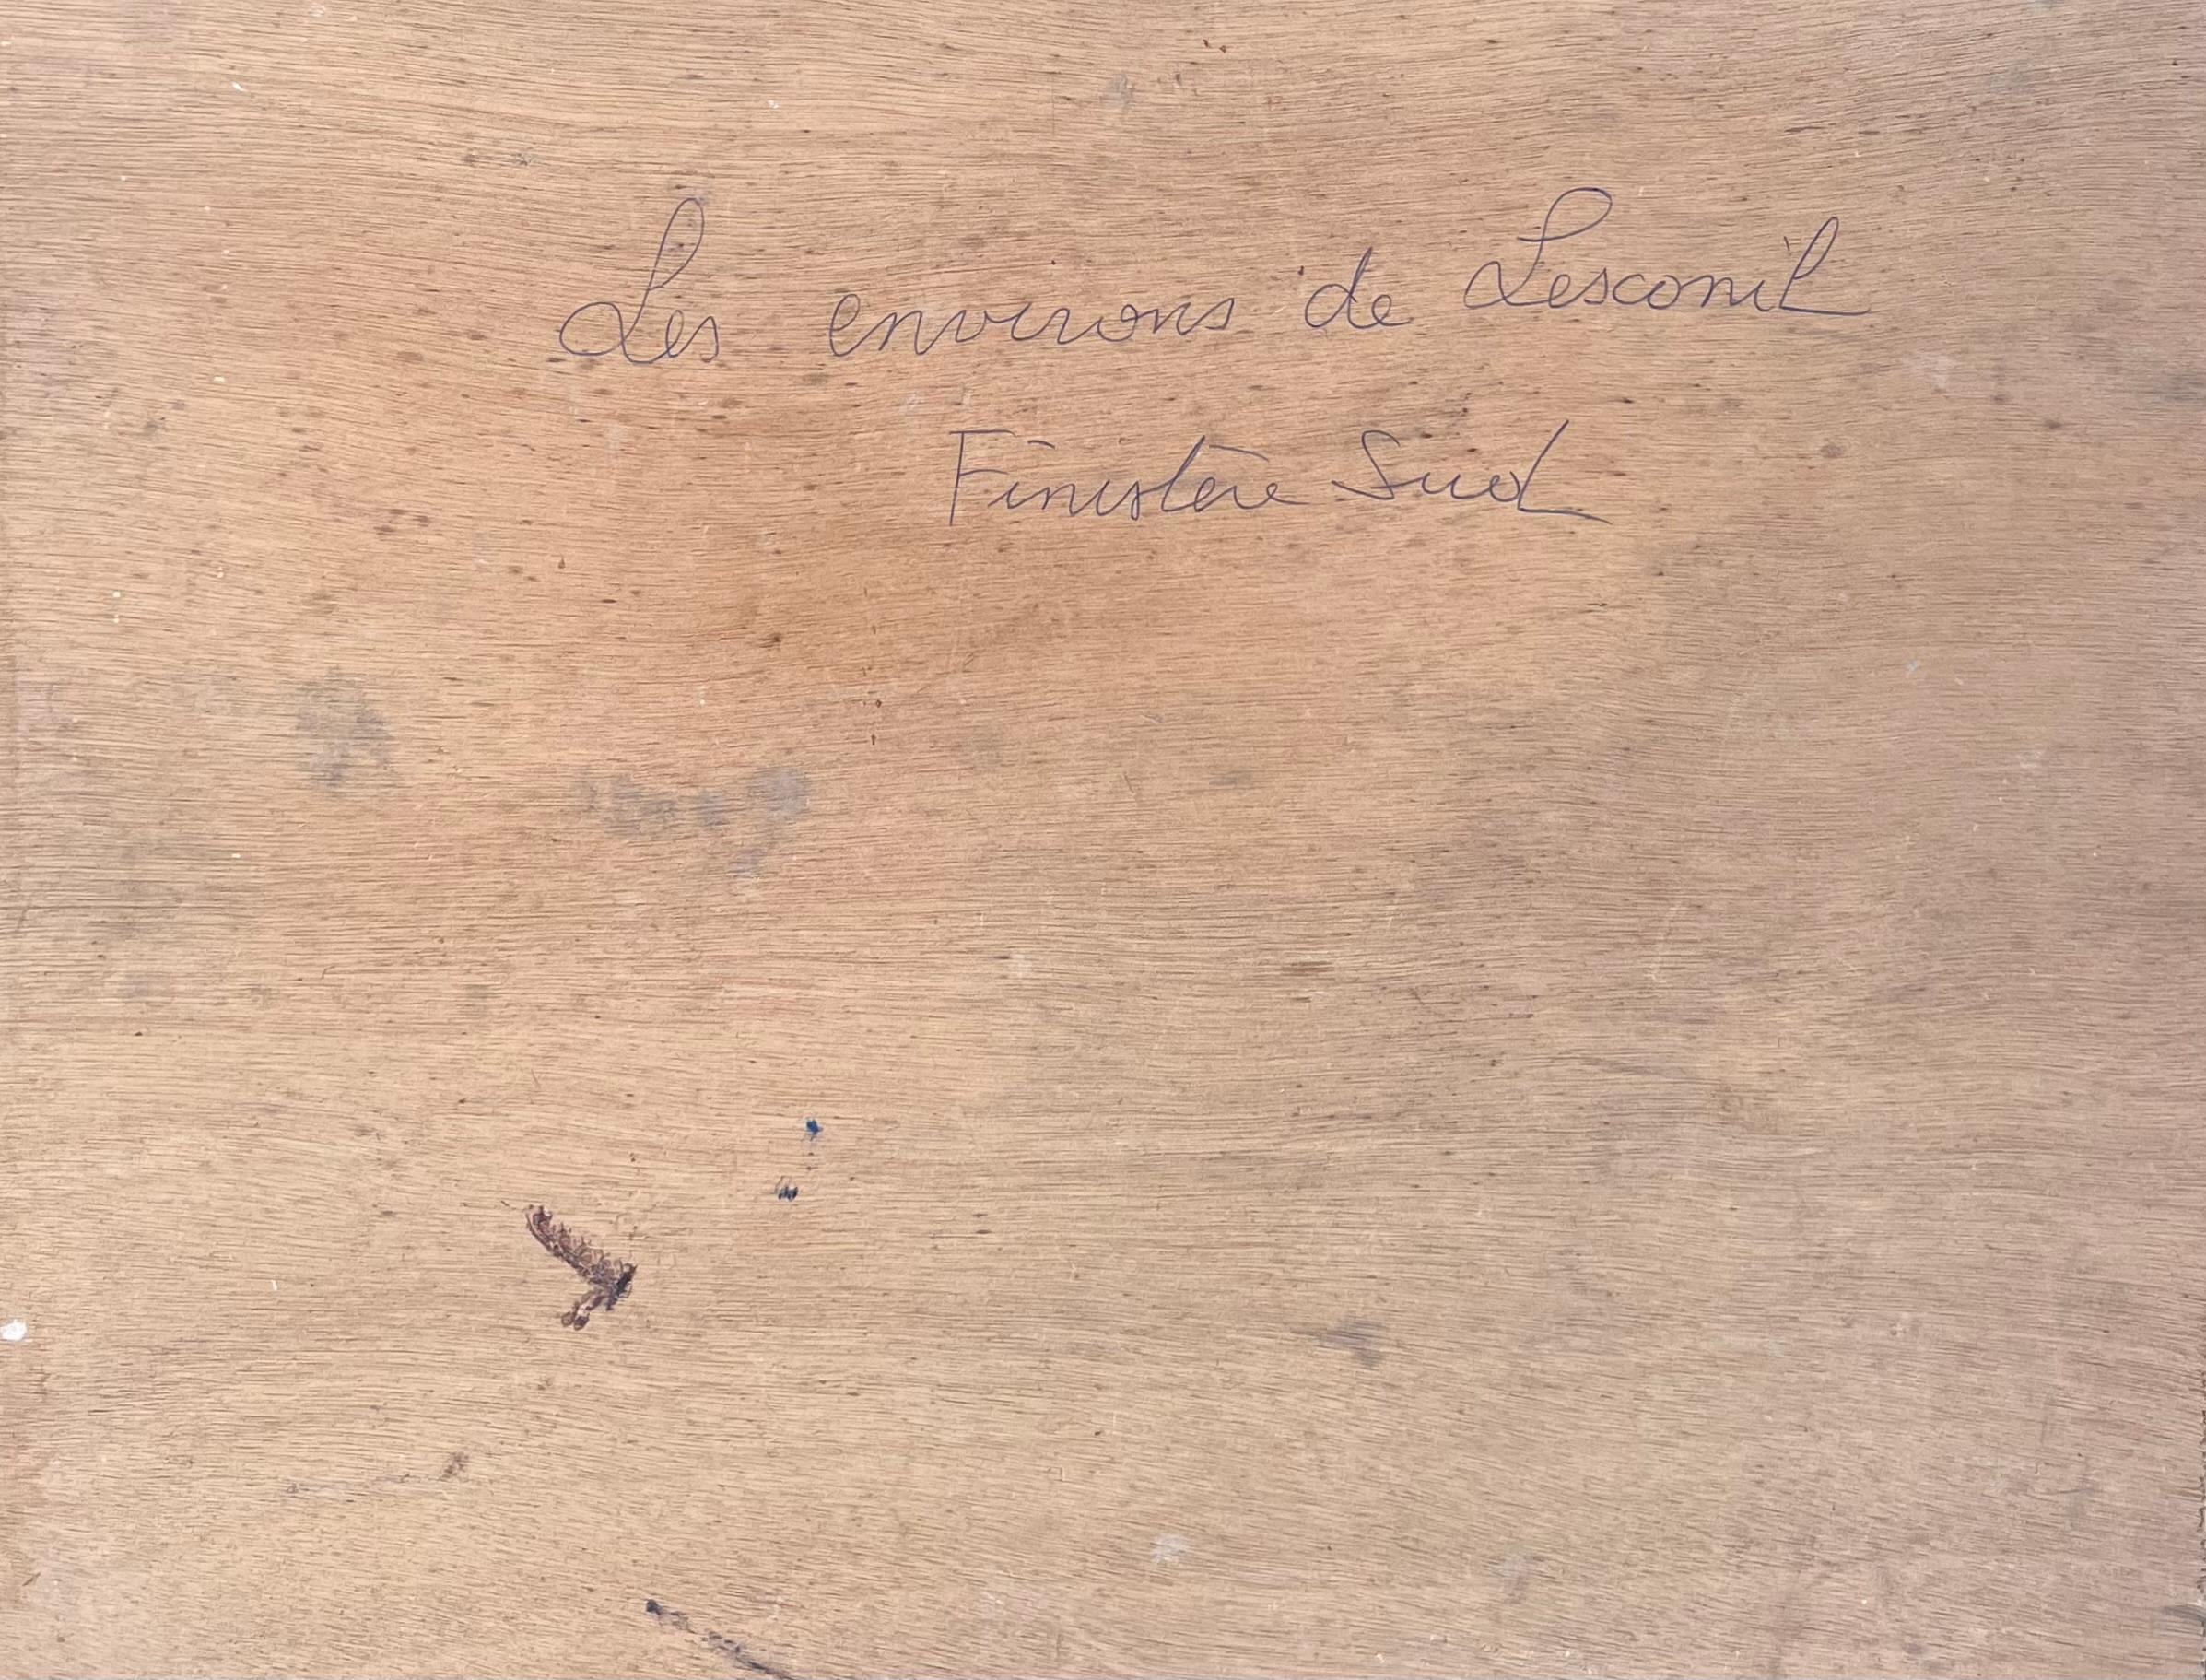 Les environs de Lesconil
Finistère Sud